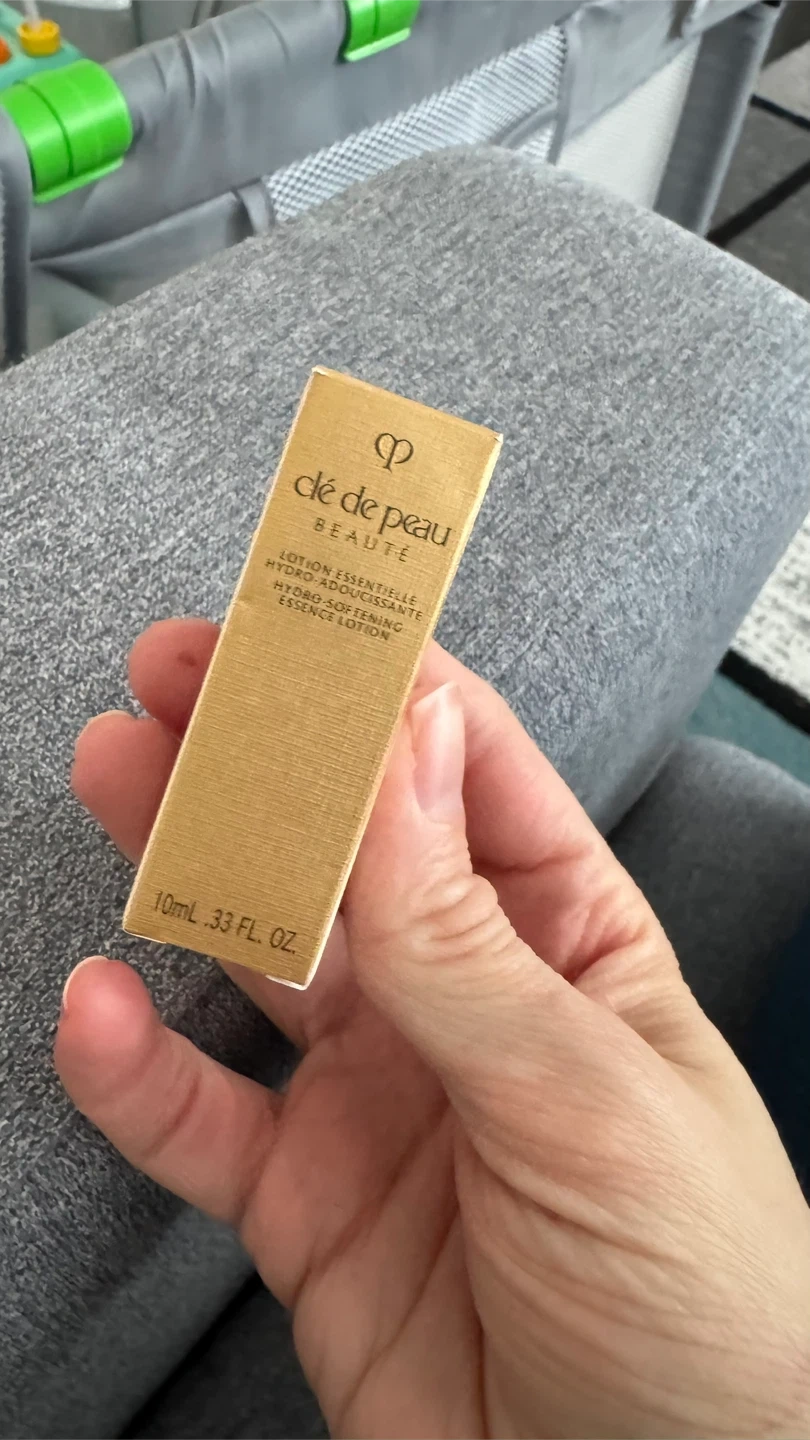 clé de peau
BEAUTÉ
LOTION ESSENTIELLE
HYDRO-ADOUCISSANTE
HYDRO-SOFTENING
ESSENCE LOTION
10mL .33 FL. OZ.